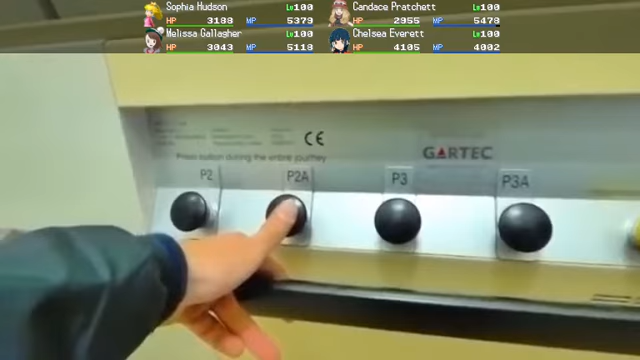 Sophia Hudson Lv100
HP 3188 MP 5379
Candace Pratchett Lv100
HP 2955 MP 5478
Melissa Gallagher Lv100
HP 3043 MP 5118
Chelsea Everett Lv100
HP 4105 MP 4002
CE
Press button during the entire journey
GARTEC
P2
P2A
P3
P3A